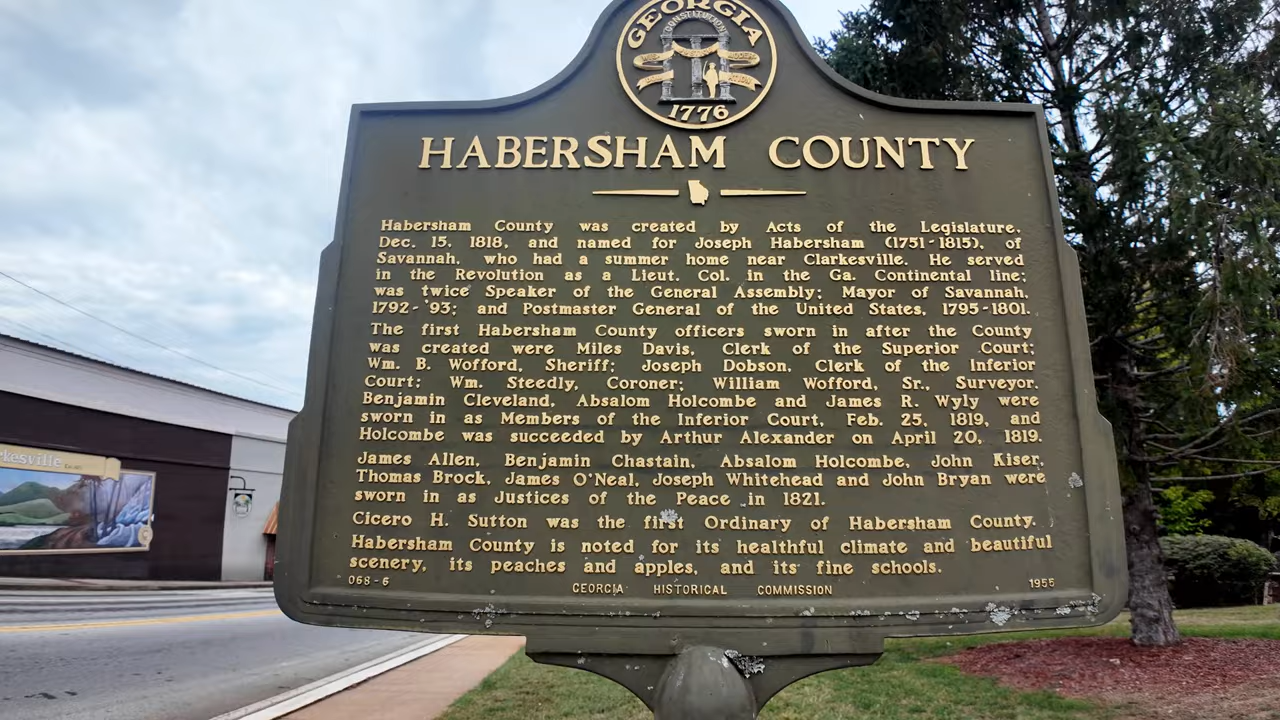 GEORGIA
CONSTITUTION
1776
HABERSHAM COUNTY
Habersham County was created by Acts of the Legislature,
Dec. 15, 1818, and named for Joseph Habersham (1751-1815), of
Savannah, who had a summer home near Clarkesville. He served
in the Revolution as a Lieut. Col. in the Ga. Continental line;
was twice Speaker of the General Assembly; Mayor of Savannah,
1792-'93; and Postmaster General of the United States, 1795-1801.
The first Habersham County officers sworn in after the County
was created were Miles Davis, Clerk of the Superior Court;
Wm. B. Wofford, Sheriff; Joseph Dobson, Clerk of the Inferior
Court; Wm. Steedly, Coroner; William Wofford, Sr., Surveyor.
Benjamin Cleveland, Absalom Holcombe and James R. Wyly were
sworn in as Members of the Inferior Court, Feb. 25, 1819, and
Holcombe was succeeded by Arthur Alexander on April 20, 1819.
James Allen, Benjamin Chastain, Absalom Holcombe, John Kiser,
Thomas Brock, James O'Neal, Joseph Whitehead and John Bryan were
sworn in as Justices of the Peace in 1821.
Cicero H. Sutton was the first Ordinary of Habersham County.
Habersham County is noted for its healthful climate and beautiful
scenery, its peaches and apples, and its fine schools.
068-6 GEORGIA HISTORICAL COMMISSION 1955
rkesville